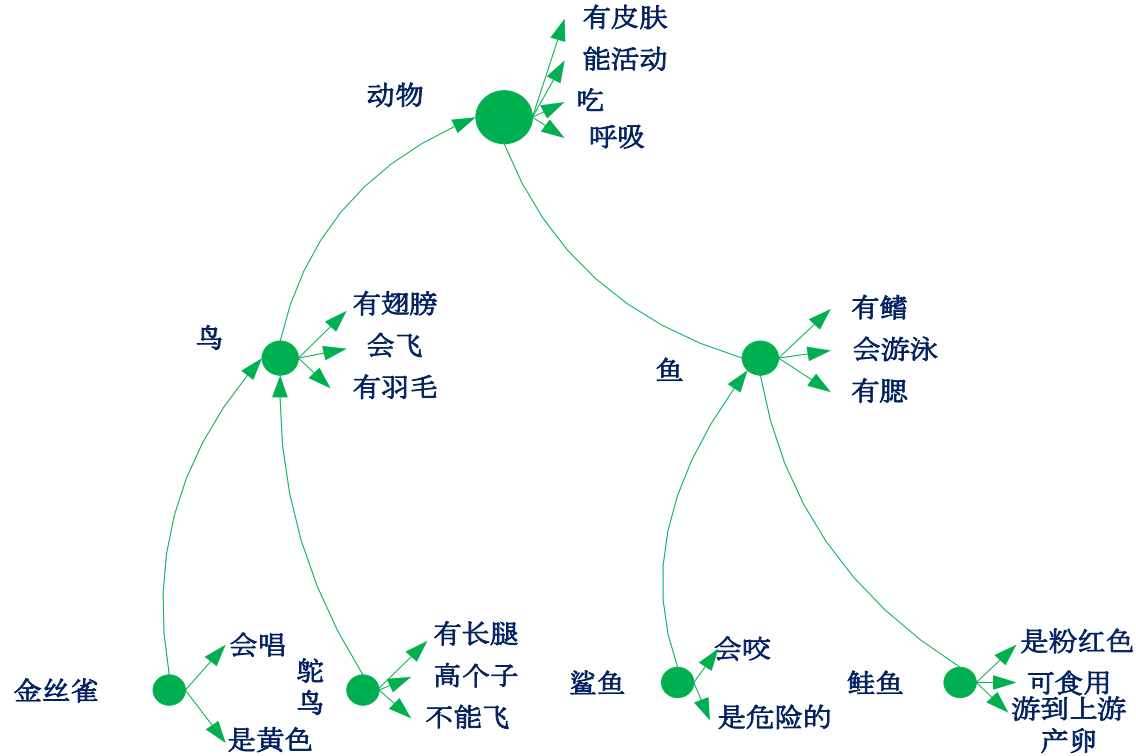 有皮肤
能活动
动物
吃
呼吸
有翅膀
鸟
会飞
有羽毛
有鳍
会游泳
鱼
有腮
会唱
金丝雀
是黄色
有长腿
鸵
鸟
高个子
不能飞
会咬
鲨鱼
是危险的
是粉红色
鲑鱼
可食用
游到上游
产卵